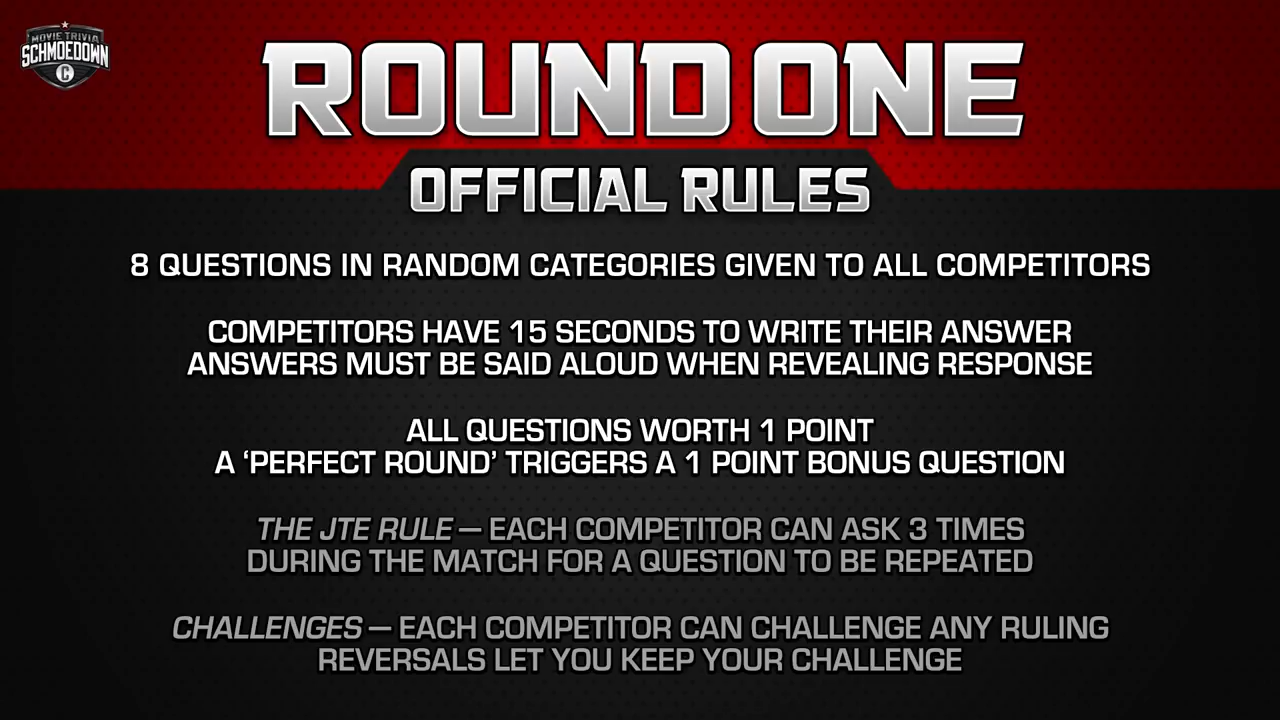 MOVIE TRIVIA
SCHMOEDOWN
C
ROUND ONE
OFFICIAL RULES
8 QUESTIONS IN RANDOM CATEGORIES GIVEN TO ALL COMPETITORS
COMPETITORS HAVE 15 SECONDS TO WRITE THEIR ANSWER
ANSWERS MUST BE SAID ALOUD WHEN REVEALING RESPONSE
ALL QUESTIONS WORTH 1 POINT
A ‘PERFECT ROUND’ TRIGGERS A 1 POINT BONUS QUESTION
THE JTE RULE – EACH COMPETITOR CAN ASK 3 TIMES
DURING THE MATCH FOR A QUESTION TO BE REPEATED
CHALLENGES – EACH COMPETITOR CAN CHALLENGE ANY RULING
REVERSALS LET YOU KEEP YOUR CHALLENGE